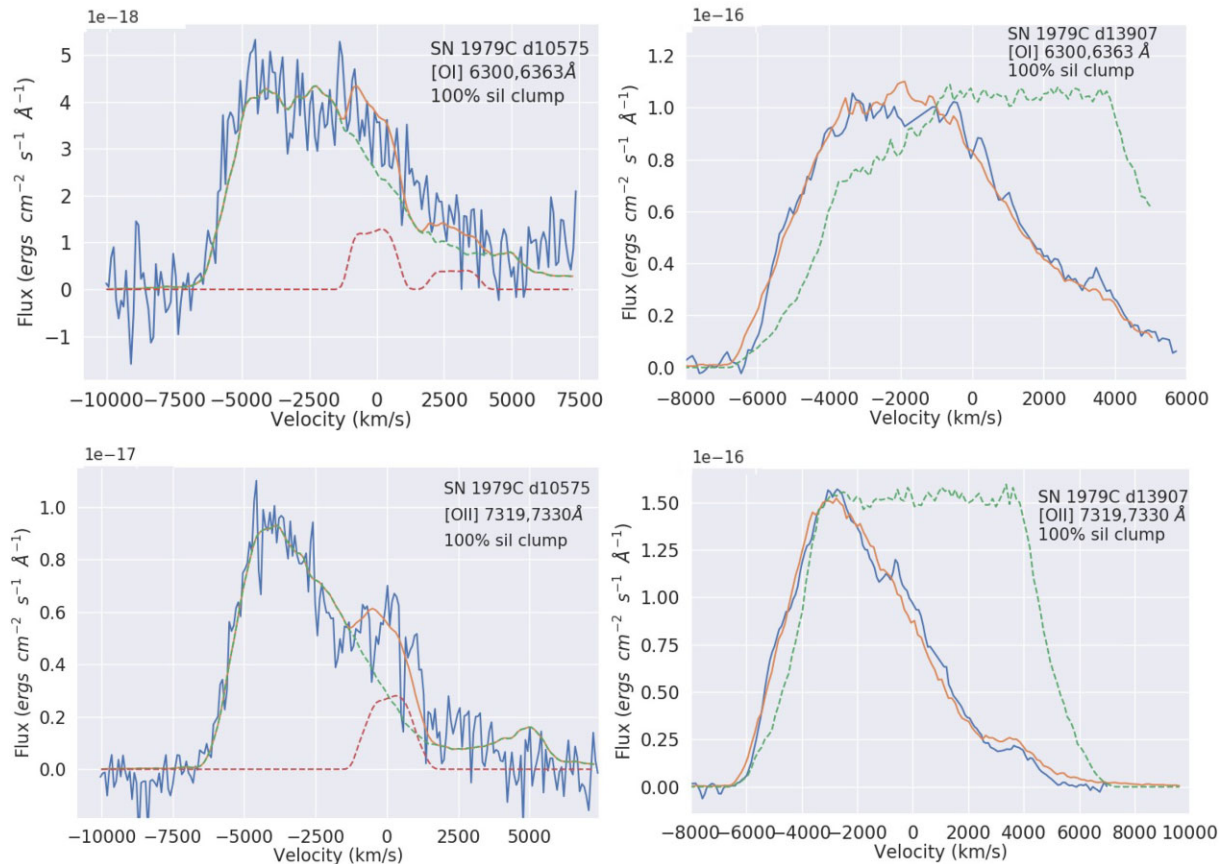 1e−18
SN 1979C d10575
[OI] 6300,6363Å
100% sil clump
Flux (ergs cm⁻² s⁻¹ Å⁻¹)
5
4
3
2
1
0
−1
−10000 −7500 −5000 −2500 0 2500 5000 7500
Velocity (km/s)
1e−16
SN 1979C d13907
[OI] 6300,6363 Å
100% sil clump
Flux (ergs cm⁻² s⁻¹ Å⁻¹)
1.2
1.0
0.8
0.6
0.4
0.2
0.0
−8000 −6000 −4000 −2000 0 2000 4000 6000
Velocity (km/s)
1e−17
SN 1979C d10575
[OII] 7319,7330Å
100% sil clump
Flux (ergs cm⁻² s⁻¹ Å⁻¹)
1.0
0.8
0.6
0.4
0.2
0.0
−10000 −7500 −5000 −2500 0 2500 5000
Velocity (km/s)
1e−16
SN 1979C d13907
[OII] 7319,7330 Å
100% sil clump
Flux (ergs cm⁻² s⁻¹ Å⁻¹)
1.50
1.25
1.00
0.75
0.50
0.25
0.00
−8000 −6000 −4000 −2000 0 2000 4000 6000 8000 10000
Velocity (km/s)